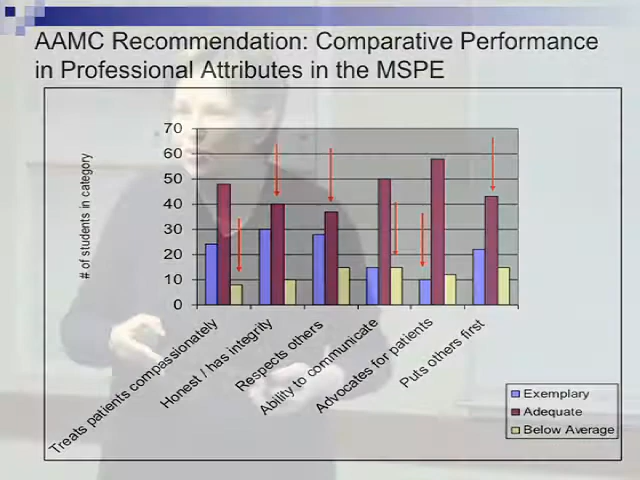 AAMC Recommendation: Comparative Performance
in Professional Attributes in the MSPE
# of students in category
70
60
50
40
30
20
10
0
Treats patients compassionately
Honest / has integrity
Respects others
Ability to communicate
Advocates for patients
Puts others first
Exemplary
Adequate
Below Average